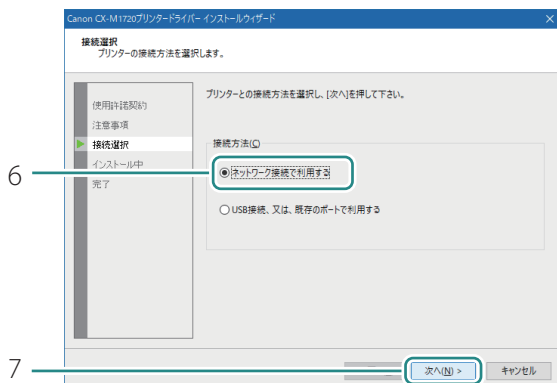 Canon CX-M1720プリンタードライバー インストールウィザード
接続選択
プリンターの接続方法を選択します。
使用許諾契約
注意事項
接続選択
インストール中
完了
プリンターとの接続方法を選択し、[次へ]を押して下さい。
接続方法(C)
6
ネットワーク接続で利用する
USB接続、又は、既存のポートで利用する
7
次へ(N) >
キャンセル